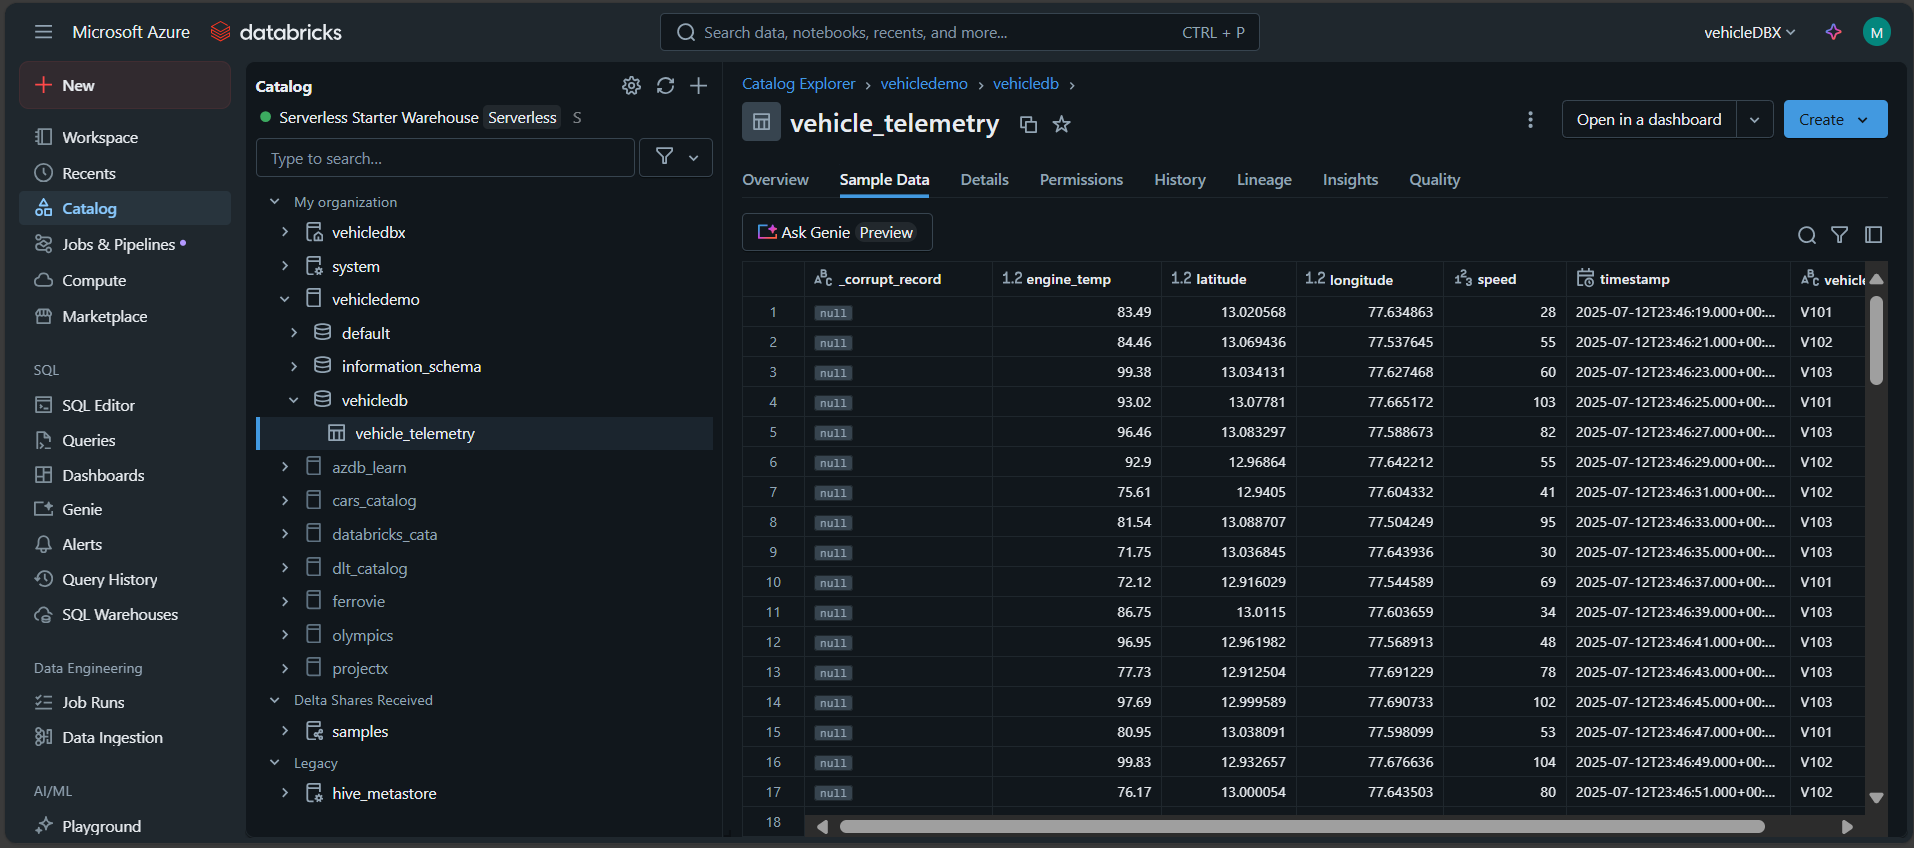 Microsoft Azure databricks
Search data, notebooks, recents, and more... CTRL + P
vehicleDBX
M
New
Workspace
Recents
Catalog
Jobs & Pipelines
Compute
Marketplace
SQL
SQL Editor
Queries
Dashboards
Genie
Alerts
Query History
SQL Warehouses
Data Engineering
Job Runs
Data Ingestion
AI/ML
Playground
Catalog
Serverless Starter Warehouse Serverless S
Type to search...
My organization
vehicledbx
system
vehicledemo
default
information_schema
vehicledb
vehicle_telemetry
azdb_learn
cars_catalog
databricks_cata
dlt_catalog
ferrovie
olympics
projectx
Delta Shares Received
samples
Legacy
hive_metastore
Catalog Explorer › vehicledemo › vehicledb ›
vehicle_telemetry
Open in a dashboard
Create
Overview Sample Data Details Permissions History Lineage Insights Quality
Ask Genie Preview
ABC _corrupt_record 1.2 engine_temp 1.2 latitude 1.2 longitude 123 speed timestamp ABC vehicle
1 null 83.49 13.020568 77.634863 28 2025-07-12T23:46:19.000+00:... V101
2 null 84.46 13.069436 77.537645 55 2025-07-12T23:46:21.000+00:... V102
3 null 99.38 13.034131 77.627468 60 2025-07-12T23:46:23.000+00:... V103
4 null 93.02 13.07781 77.665172 103 2025-07-12T23:46:25.000+00:... V101
5 null 96.46 13.083297 77.588673 82 2025-07-12T23:46:27.000+00:... V103
6 null 92.9 12.96864 77.642212 55 2025-07-12T23:46:29.000+00:... V102
7 null 75.61 12.9405 77.604332 41 2025-07-12T23:46:31.000+00:... V102
8 null 81.54 13.088707 77.504249 95 2025-07-12T23:46:33.000+00:... V103
9 null 71.75 13.036845 77.643936 30 2025-07-12T23:46:35.000+00:... V103
10 null 72.12 12.916029 77.544589 69 2025-07-12T23:46:37.000+00:... V101
11 null 86.75 13.0115 77.603659 34 2025-07-12T23:46:39.000+00:... V103
12 null 96.95 12.961982 77.568913 48 2025-07-12T23:46:41.000+00:... V103
13 null 77.73 12.912504 77.691229 78 2025-07-12T23:46:43.000+00:... V103
14 null 97.69 12.999589 77.690733 102 2025-07-12T23:46:45.000+00:... V103
15 null 80.95 13.038091 77.598099 53 2025-07-12T23:46:47.000+00:... V101
16 null 99.83 12.932657 77.676636 104 2025-07-12T23:46:49.000+00:... V102
17 null 76.17 13.000054 77.643503 80 2025-07-12T23:46:51.000+00:... V102
18